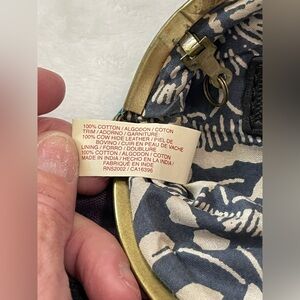 100% COTTON / ALGODON / COTON
TRIM / ADORNO / GARNITURE
100% COW HIDE LEATHER / PIEL DE
BOVINO / CUIR EN PEAU DE VACHE
LINING / FORRO / DOUBLURE
100% COTTON / ALGODON / COTON
MADE IN INDIA / HECHO EN LA INDIA /
FABRIQUE EN INDE
RN52002 / CA16395